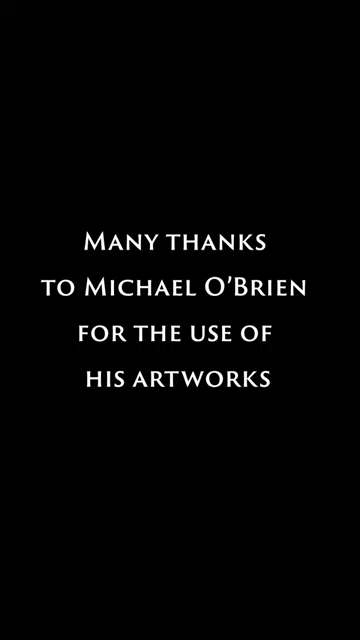 Many thanks
to Michael O’Brien
for the use of
his artworks